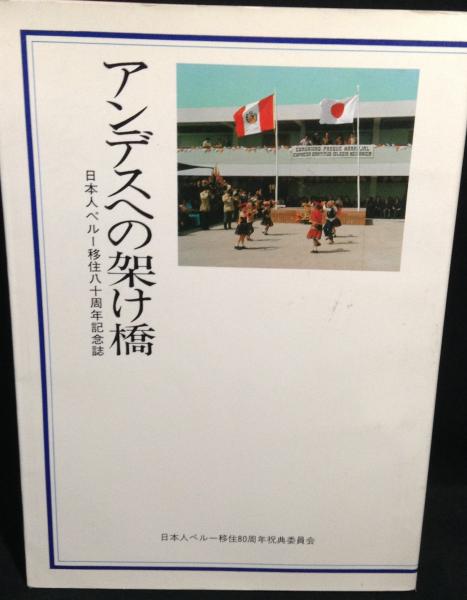 アンデスへの架け橋
日本人ペルー移住八十周年記念誌
日本人ペルー移住80周年祝典委員会